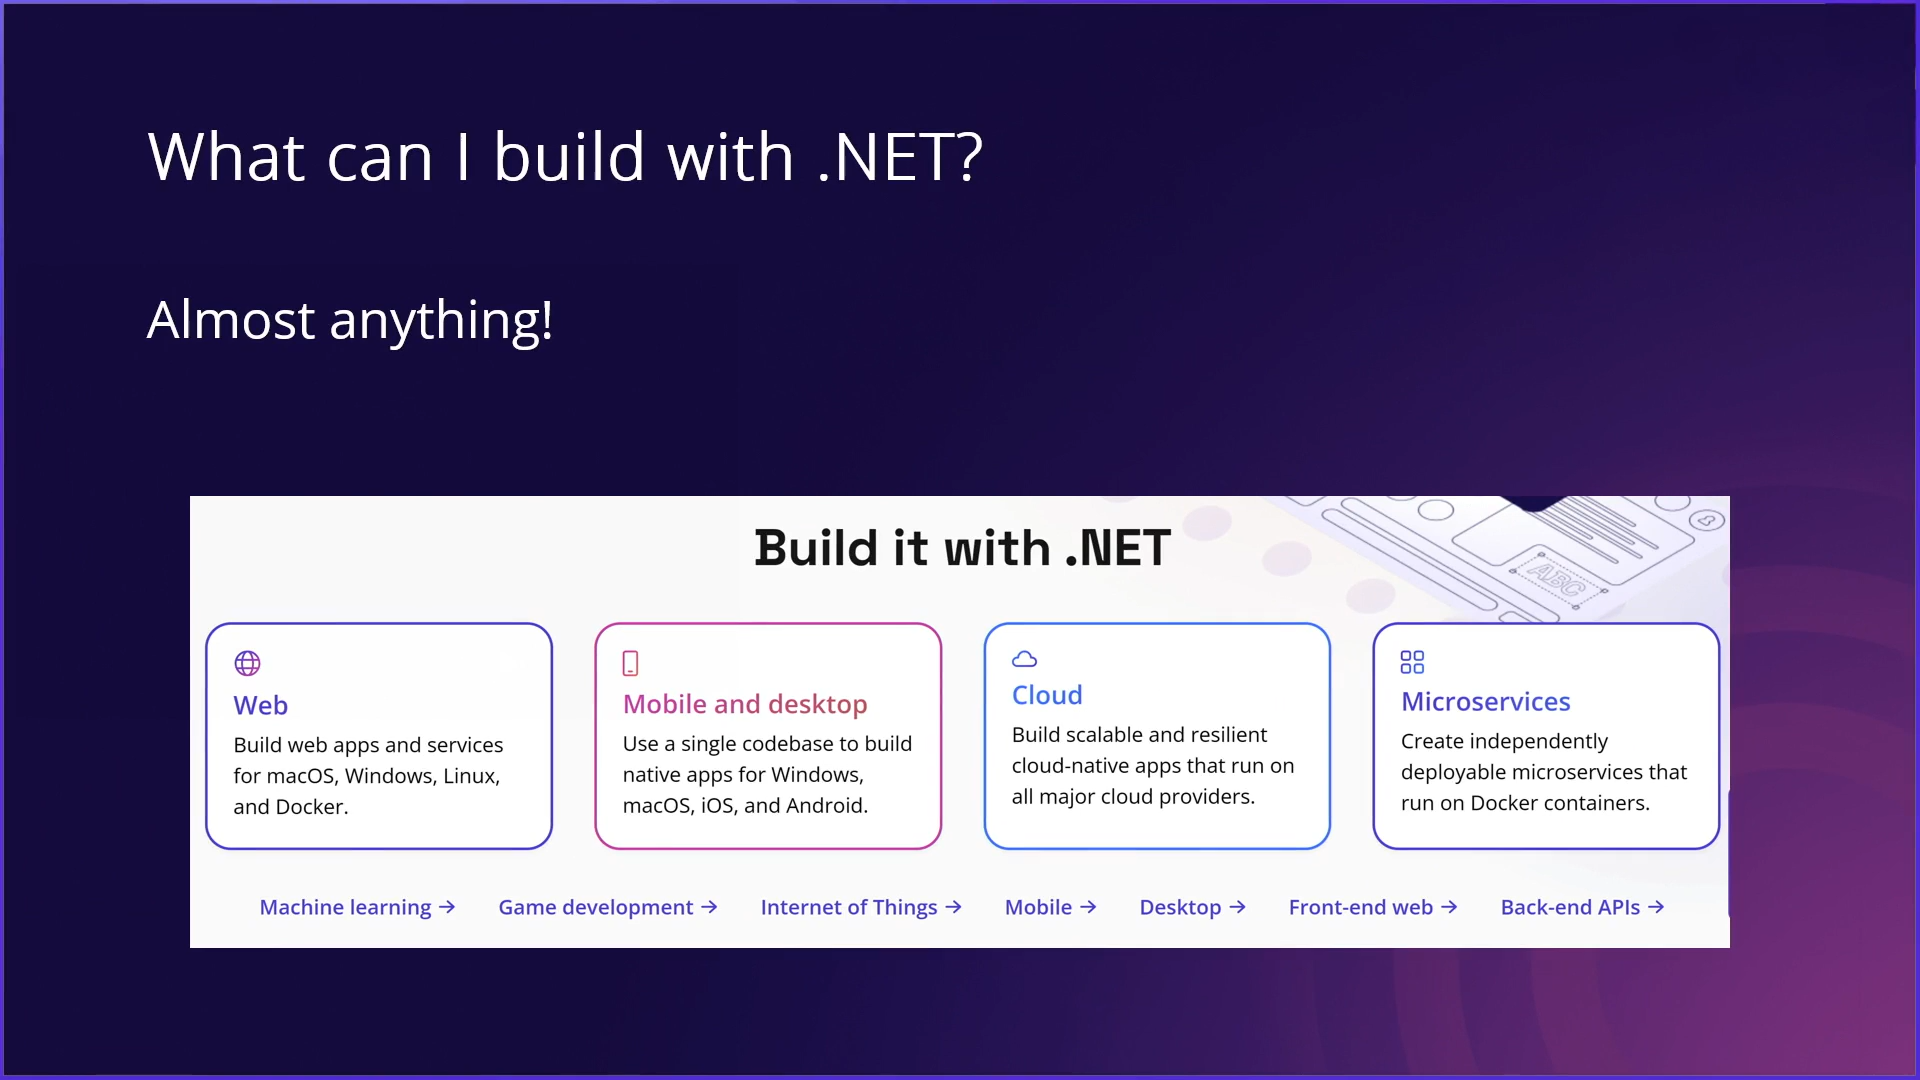 What can I build with .NET?
Almost anything!
Build it with .NET
ABC
Web
Build web apps and services
for macOS, Windows, Linux,
and Docker.
Mobile and desktop
Use a single codebase to build
native apps for Windows,
macOS, iOS, and Android.
Cloud
Build scalable and resilient
cloud-native apps that run on
all major cloud providers.
Microservices
Create independently
deployable microservices that
run on Docker containers.
Machine learning → Game development → Internet of Things → Mobile → Desktop → Front-end web → Back-end APIs →